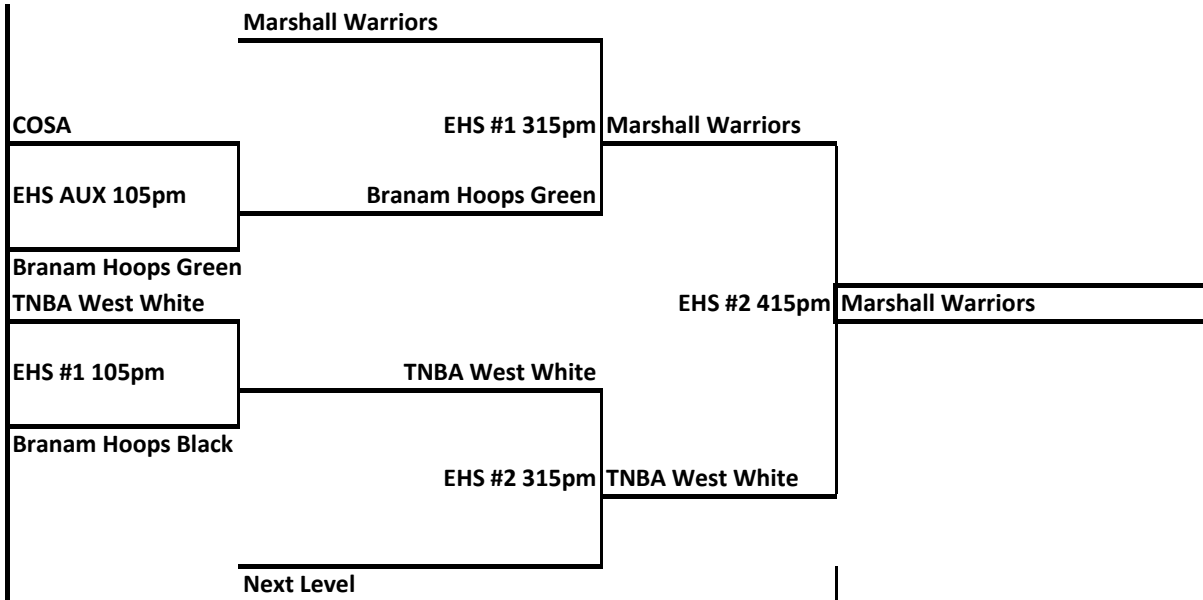 Marshall Warriors
COSA
EHS #1 315pm Marshall Warriors
EHS AUX 105pm
Branam Hoops Green
Branam Hoops Green
TNBA West White
EHS #2 415pm Marshall Warriors
EHS #1 105pm
TNBA West White
Branam Hoops Black
EHS #2 315pm TNBA West White
Next Level